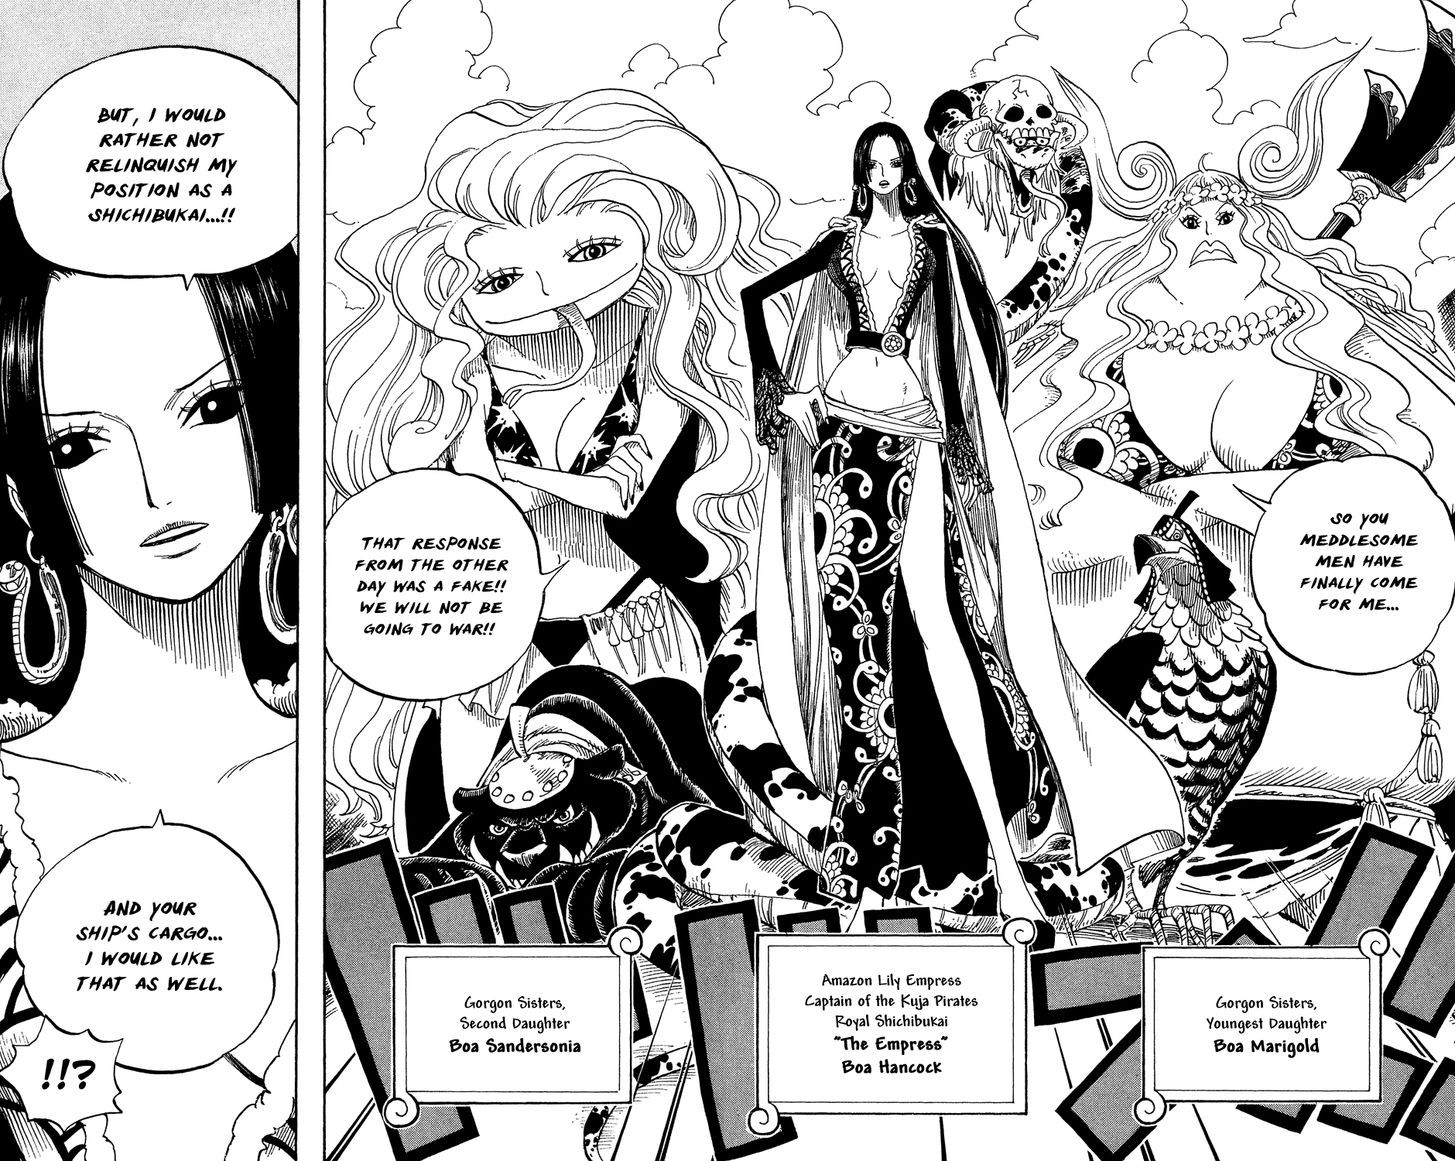 SO YOU
MEDDLESOME
MEN HAVE
FINALLY COME
FOR ME...
THAT RESPONSE
FROM THE OTHER
DAY WAS A FAKE!!
WE WILL NOT BE
GOING TO WAR!!
Gorgon Sisters,
Youngest Daughter
Boa Marigold
Amazon Lily Empress
Captain of the Kuja Pirates
Royal Shichibukai
"The Empress"
Boa Hancock
Gorgon Sisters,
Second Daughter
Boa Sandersonia
BUT, I WOULD
RATHER NOT
RELINQUISH MY
POSITION AS A
SHICHIBUKAI...!!
AND YOUR
SHIP'S CARGO...
I WOULD LIKE
THAT AS WELL.
!!?